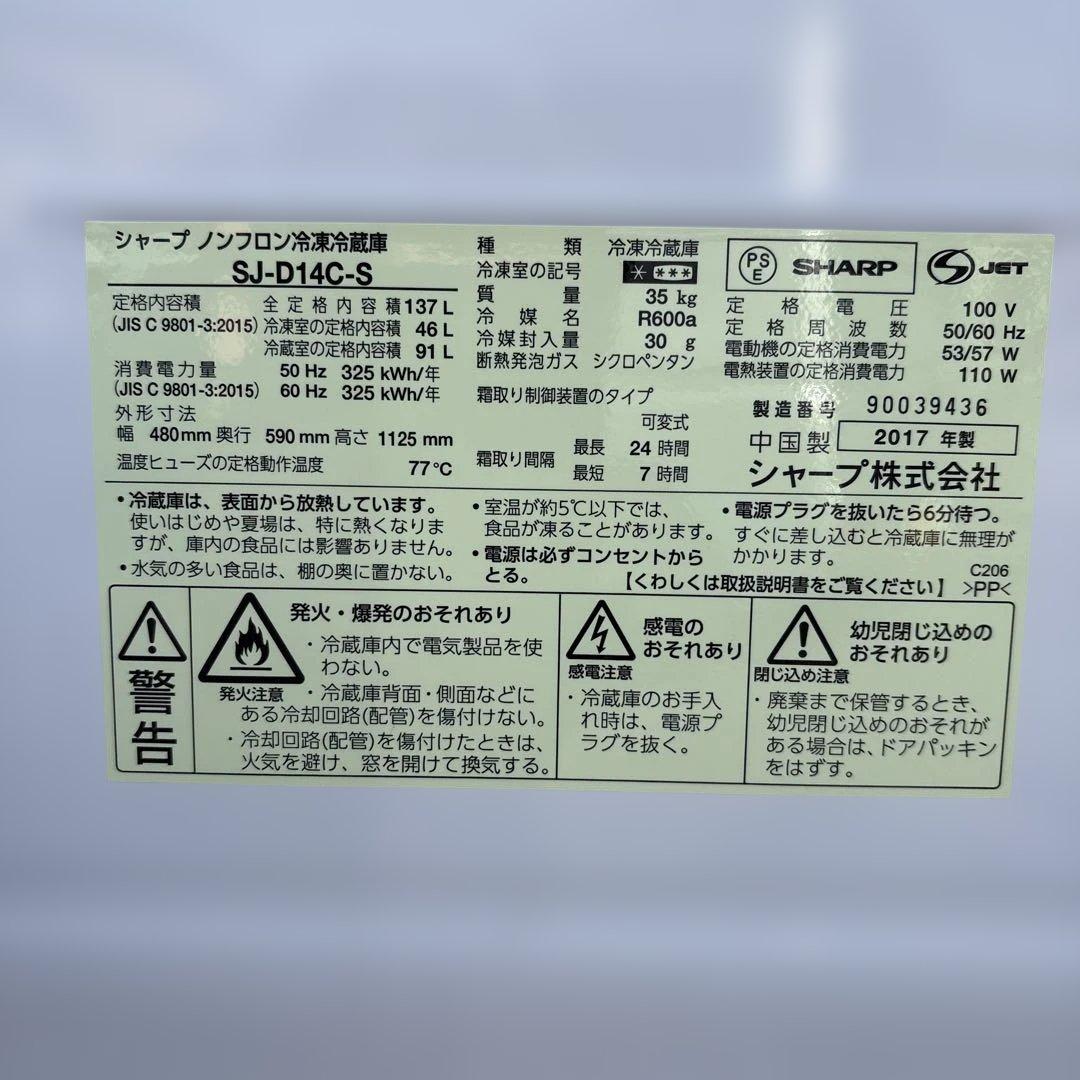 シャープ ノンフロン冷凍冷蔵庫
SJ-D14C-S
定格内容積 全定格内容積 137 L
(JIS C 9801-3:2015) 冷凍室の定格内容積 46 L
冷蔵室の定格内容積 91 L
消費電力量 50 Hz 325 kWh/年
(JIS C 9801-3:2015) 60 Hz 325 kWh/年
外形寸法
幅 480mm 奥行 590 mm 高さ 1125 mm
温度ヒューズの定格動作温度 77℃
種類 冷凍冷蔵庫
冷凍室の記号 * ***
質量 35 kg
冷媒名 R600a
冷媒封入量 30 g
断熱発泡ガス シクロペンタン
霜取り制御装置のタイプ
可変式
霜取り間隔 最長 24 時間
最短 7 時間
PSE SHARP
S JET
定格電圧 100 V
定格周波数 50/60 Hz
電動機の定格消費電力 53/57 W
電熱装置の定格消費電力 110 W
製造番号 90039436
中国製 2017 年製
シャープ株式会社
・冷蔵庫は、表面から放熱しています。
使いはじめや夏場は、特に熱くなりま
すが、庫内の食品には影響ありません。
・水気の多い食品は、棚の奥に置かない。
・室温が約5℃以下では、
食品が凍ることがあります。
・電源は必ずコンセントから
とる。
・電源プラグを抜いたら6分待つ。
すぐに差し込むと冷蔵庫に無理が
かかります。
【くわしくは取扱説明書をご覧ください】
C206
>PP<
警告
発火・爆発のおそれあり
発火注意
・冷蔵庫内で電気製品を使
わない。
・冷蔵庫背面・側面などに
ある冷却回路(配管)を傷付けない。
・冷却回路(配管)を傷付けたときは、
火気を避け、窓を開けて換気する。
感電の
おそれあり
感電注意
・冷蔵庫のお手入
れ時は、電源プ
ラグを抜く。
幼児閉じ込めの
おそれあり
閉じ込め注意
・廃棄まで保管するとき、
幼児閉じ込めのおそれが
ある場合は、ドアパッキン
をはずす。